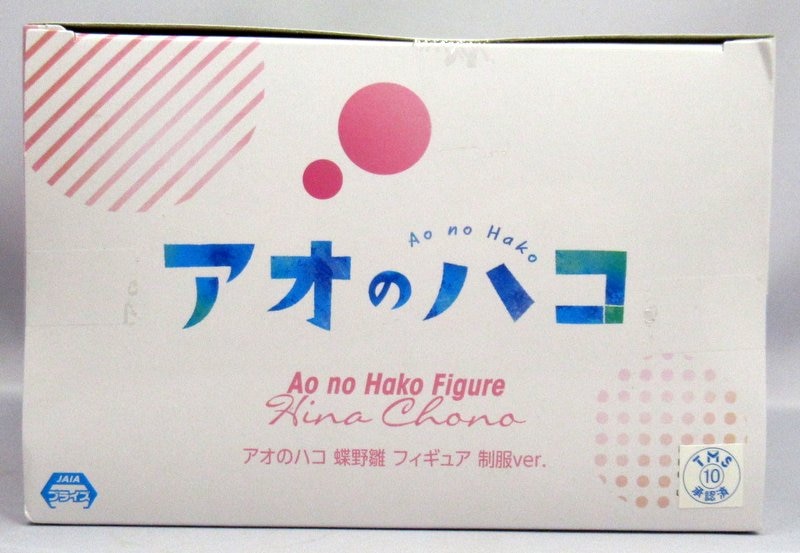 Ao no Hako
アオのハコ
Ao no Hako Figure
Hina Chono
アオのハコ 蝶野雛 フィギュア 制服ver.
JAIA
プライズ
TMS
10
承認済